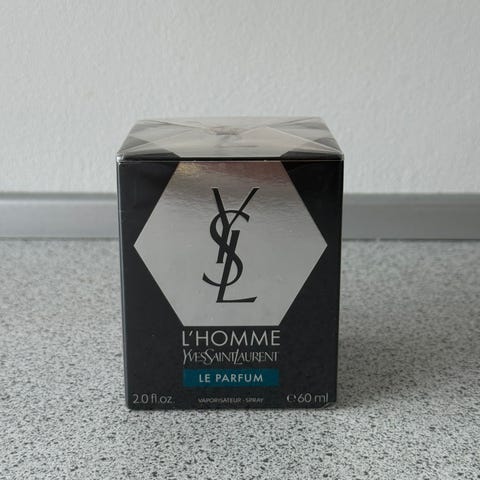 YSL
L'HOMME
YVESSAINTLAURENT
LE PARFUM
2.0 fl.oz. VAPORISATEUR - SPRAY ℮60 ml